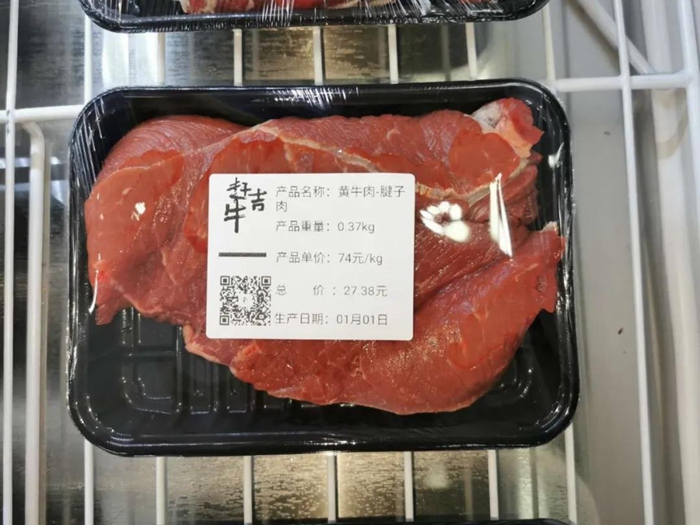 吉
牛
产品名称：黄牛肉-腱子
肉
产品重量：0.37kg
产品单价：74元/kg
总 价：27.38元
生产日期：01月01日